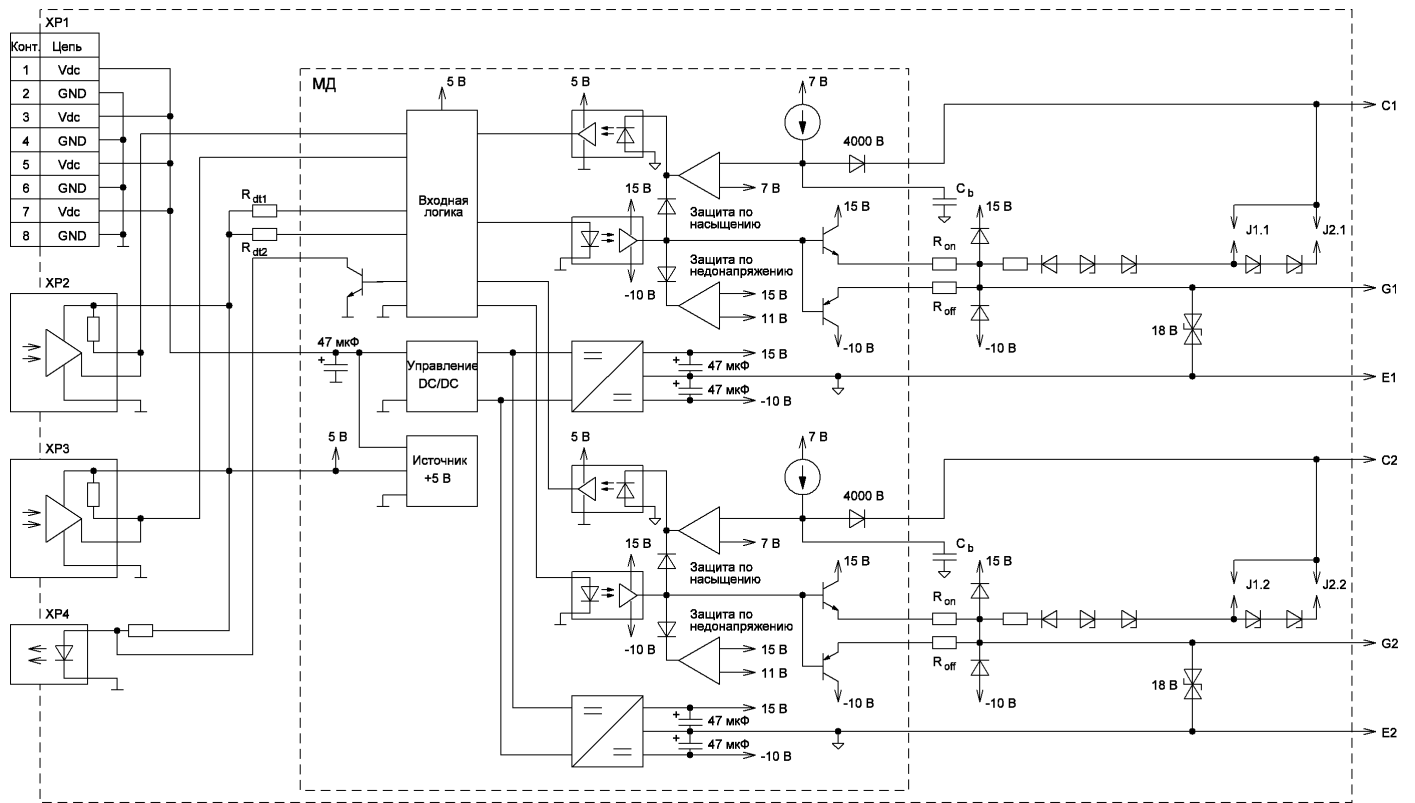 XP1
Конт. Цепь
1 Vdc
2 GND
3 Vdc
4 GND
5 Vdc
6 GND
7 Vdc
8 GND
XP2
XP3
XP4
МД
5 В
R dt1
R dt2
Входная
логика
47 мкФ
+
Управление
DC/DC
5 В
Источник
+5 В
5 В
7 В
4000 В
C1
7 В
C b
15 В
Защита по
насыщению
15 В
15 В
R on
J1.1
J2.1
Защита по
недонапряжению
-10 В
15 В
11 В
R off
G1
-10 В
-10 В
18 В
15 В
+
47 мкФ
E1
+
47 мкФ
-10 В
5 В
7 В
4000 В
C2
7 В
C b
15 В
Защита по
насыщению
15 В
15 В
R on
J1.2
J2.2
Защита по
недонапряжению
-10 В
15 В
11 В
R off
G2
-10 В
-10 В
18 В
15 В
+
47 мкФ
E2
+
47 мкФ
-10 В